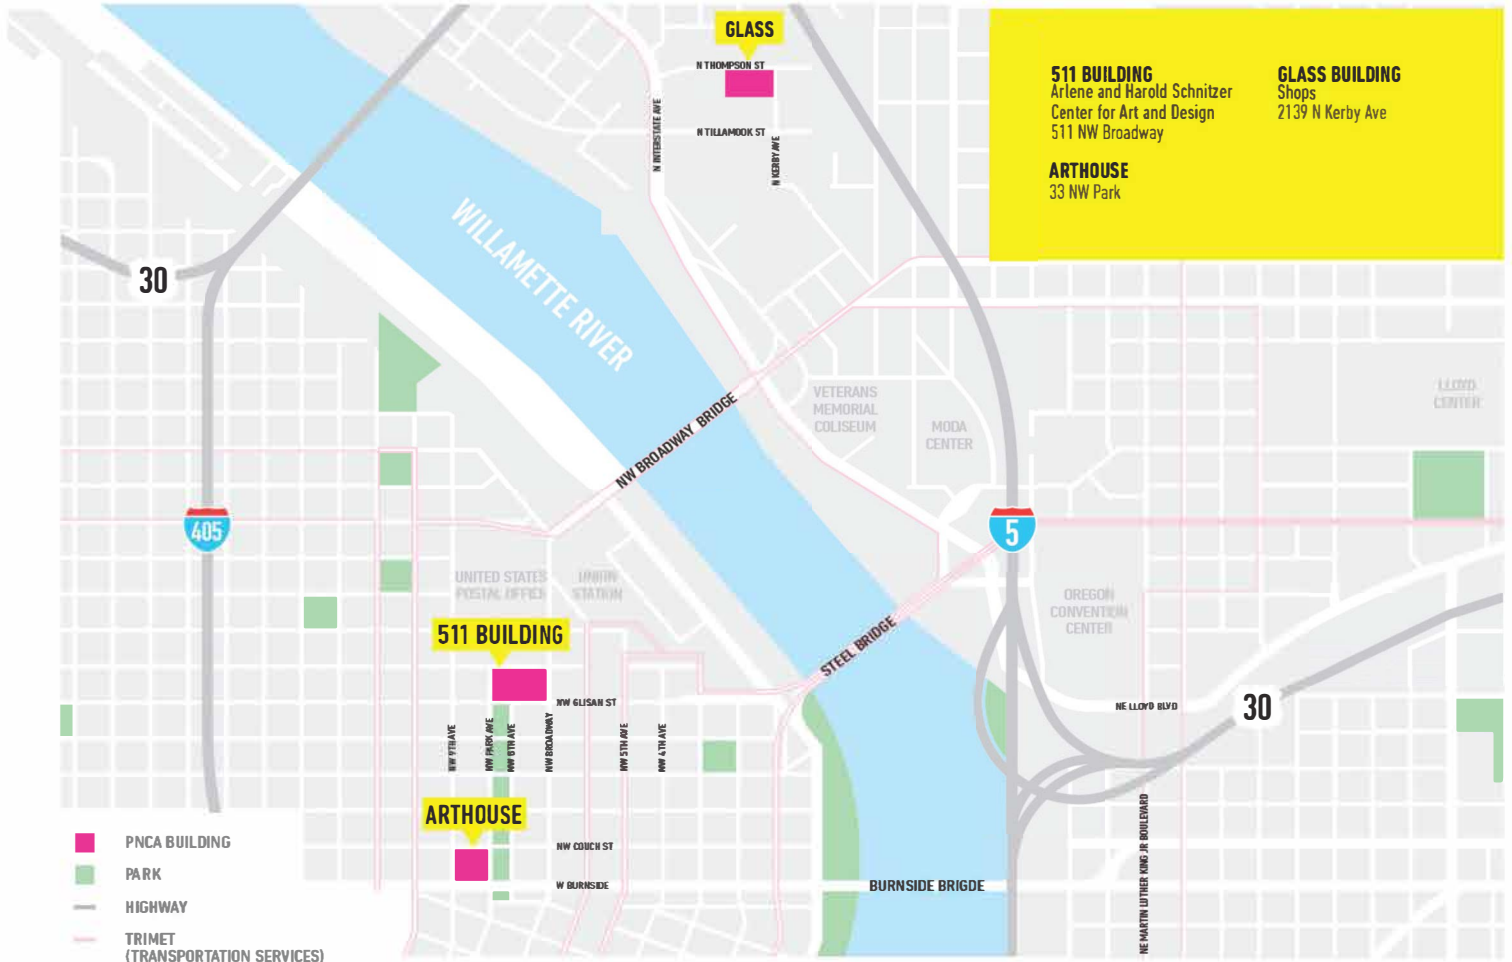 GLASS
N THOMPSON ST
N TILLAMOOK ST
N INTERSTATE AVE
N KERBY AVE
511 BUILDING
Arlene and Harold Schnitzer
Center for Art and Design
511 NW Broadway
ARTHOUSE
33 NW Park
GLASS BUILDING
Shops
2139 N Kerby Ave
WILLAMETTE RIVER
30
405
NW BROADWAY BRIDGE
VETERANS
MEMORIAL
COLISEUM
MODA
CENTER
LLOYD
CENTER
5
UNITED STATES
POSTAL OFFICE
UNION
STATION
OREGON
CONVENTION
CENTER
511 BUILDING
STEEL BRIDGE
NW GLISAN ST
NW 9TH AVE
NW PARK AVE
NW 8TH AVE
NW BROADWAY
NW 5TH AVE
NW 4TH AVE
NE LLOYD BLVD
30
ARTHOUSE
NW COUCH ST
W BURNSIDE
BURNSIDE BRIGDE
NE MARTIN LUTHER KING JR BOULEVARD
PNCA BUILDING
PARK
HIGHWAY
TRIMET
(TRANSPORTATION SERVICES)